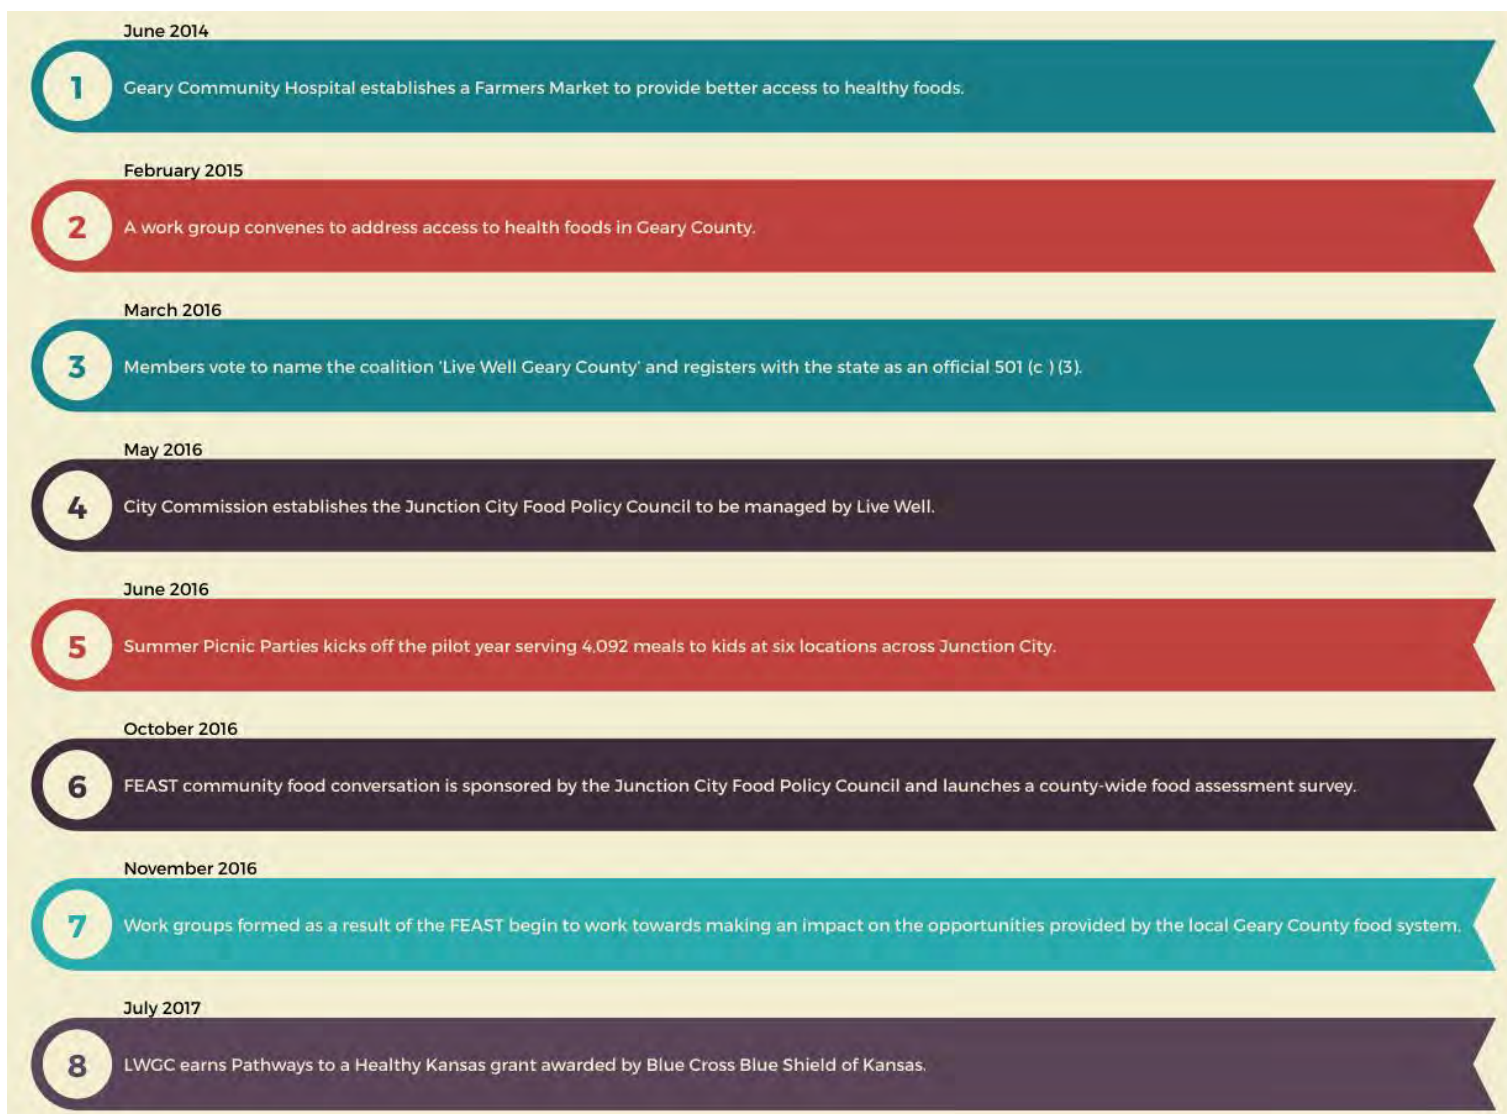 June 2014
1
Geary Community Hospital establishes a Farmers Market to provide better access to healthy foods.
February 2015
2
A work group convenes to address access to health foods in Geary County.
March 2016
3
Members vote to name the coalition 'Live Well Geary County' and registers with the state as an official 501 (c ) (3).
May 2016
4
City Commission establishes the Junction City Food Policy Council to be managed by Live Well.
June 2016
5
Summer Picnic Parties kicks off the pilot year serving 4,092 meals to kids at six locations across Junction City.
October 2016
6
FEAST community food conversation is sponsored by the Junction City Food Policy Council and launches a county-wide food assessment survey.
November 2016
7
Work groups formed as a result of the FEAST begin to work towards making an impact on the opportunities provided by the local Geary County food system.
July 2017
8
LWGC earns Pathways to a Healthy Kansas grant awarded by Blue Cross Blue Shield of Kansas.